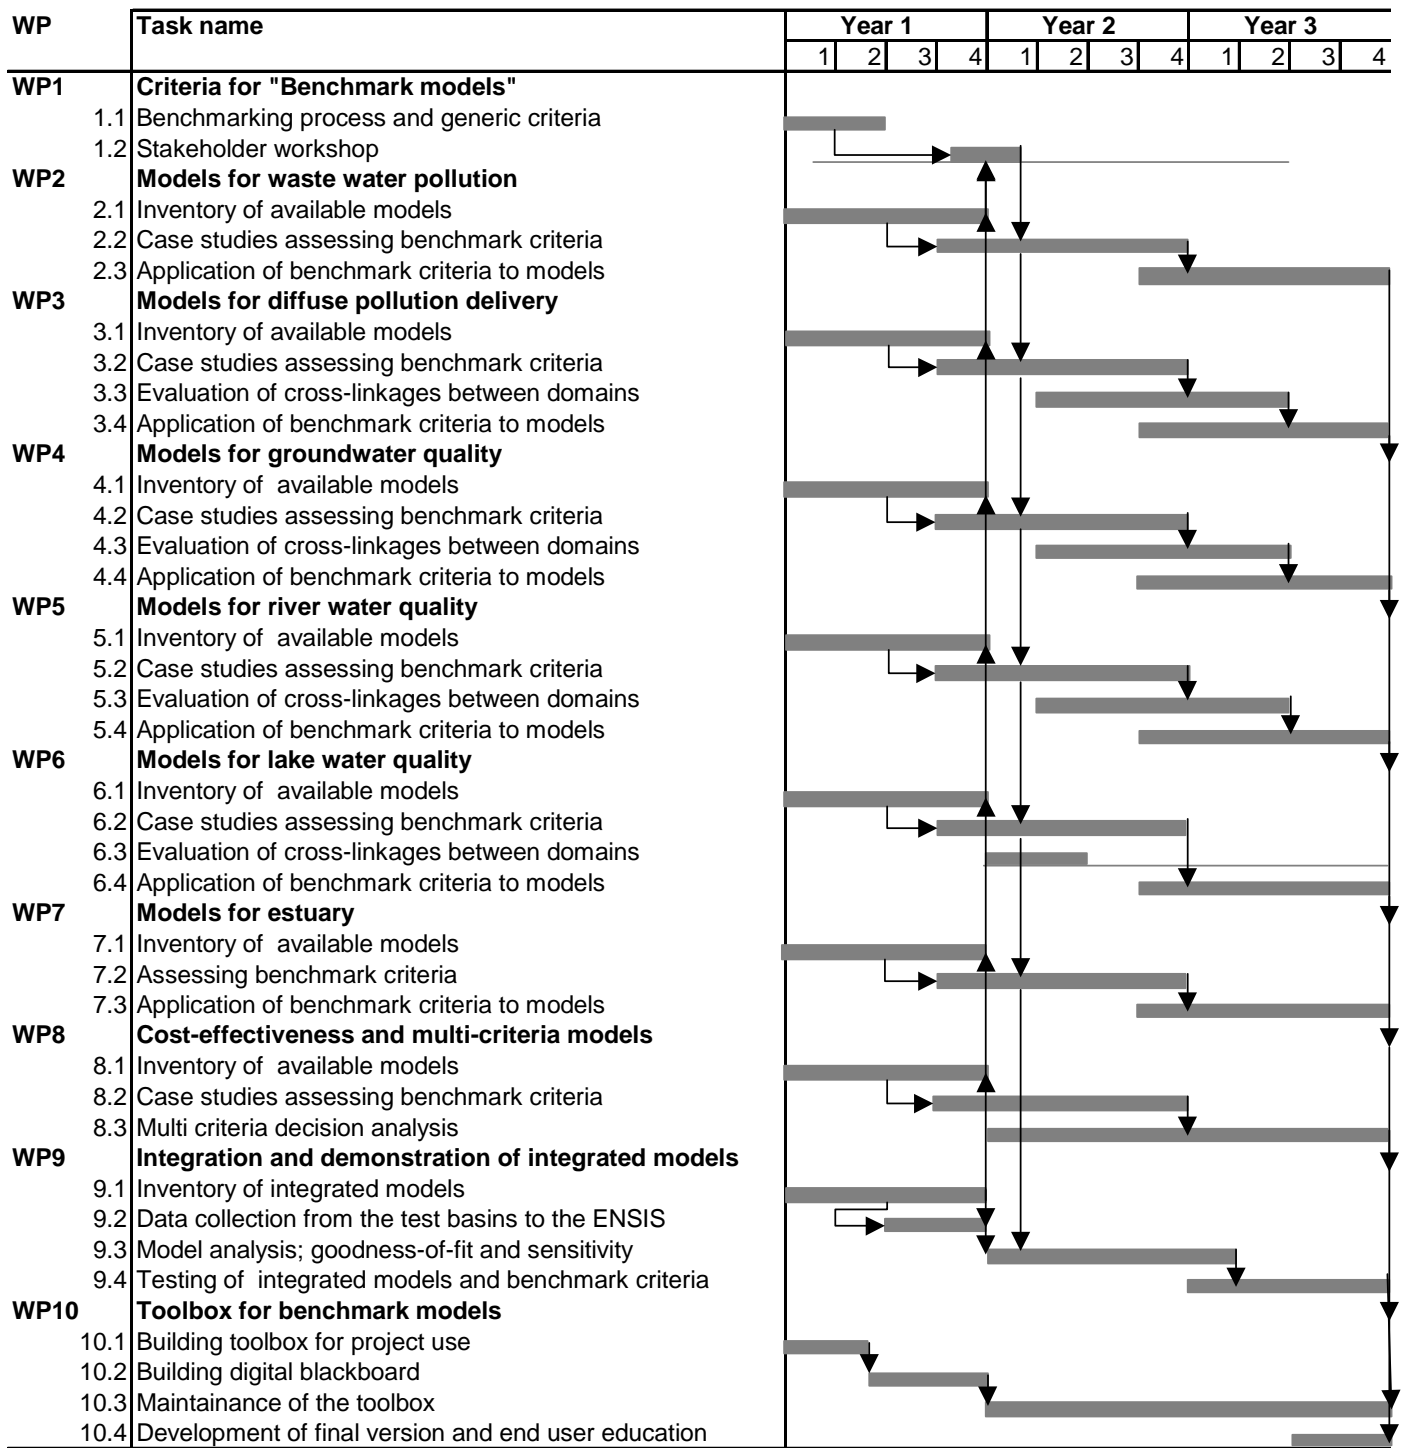 WP Task name Year 1 Year 2 Year 3
1 2 3 4 1 2 3 4 1 2 3 4
WP1 Criteria for "Benchmark models"
1.1 Benchmarking process and generic criteria
1.2 Stakeholder workshop
WP2 Models for waste water pollution
2.1 Inventory of available models
2.2 Case studies assessing benchmark criteria
2.3 Application of benchmark criteria to models
WP3 Models for diffuse pollution delivery
3.1 Inventory of available models
3.2 Case studies assessing benchmark criteria
3.3 Evaluation of cross-linkages between domains
3.4 Application of benchmark criteria to models
WP4 Models for groundwater quality
4.1 Inventory of available models
4.2 Case studies assessing benchmark criteria
4.3 Evaluation of cross-linkages between domains
4.4 Application of benchmark criteria to models
WP5 Models for river water quality
5.1 Inventory of available models
5.2 Case studies assessing benchmark criteria
5.3 Evaluation of cross-linkages between domains
5.4 Application of benchmark criteria to models
WP6 Models for lake water quality
6.1 Inventory of available models
6.2 Case studies assessing benchmark criteria
6.3 Evaluation of cross-linkages between domains
6.4 Application of benchmark criteria to models
WP7 Models for estuary
7.1 Inventory of available models
7.2 Assessing benchmark criteria
7.3 Application of benchmark criteria to models
WP8 Cost-effectiveness and multi-criteria models
8.1 Inventory of available models
8.2 Case studies assessing benchmark criteria
8.3 Multi criteria decision analysis
WP9 Integration and demonstration of integrated models
9.1 Inventory of integrated models
9.2 Data collection from the test basins to the ENSIS
9.3 Model analysis; goodness-of-fit and sensitivity
9.4 Testing of integrated models and benchmark criteria
WP10 Toolbox for benchmark models
10.1 Building toolbox for project use
10.2 Building digital blackboard
10.3 Maintainance of the toolbox
10.4 Development of final version and end user education